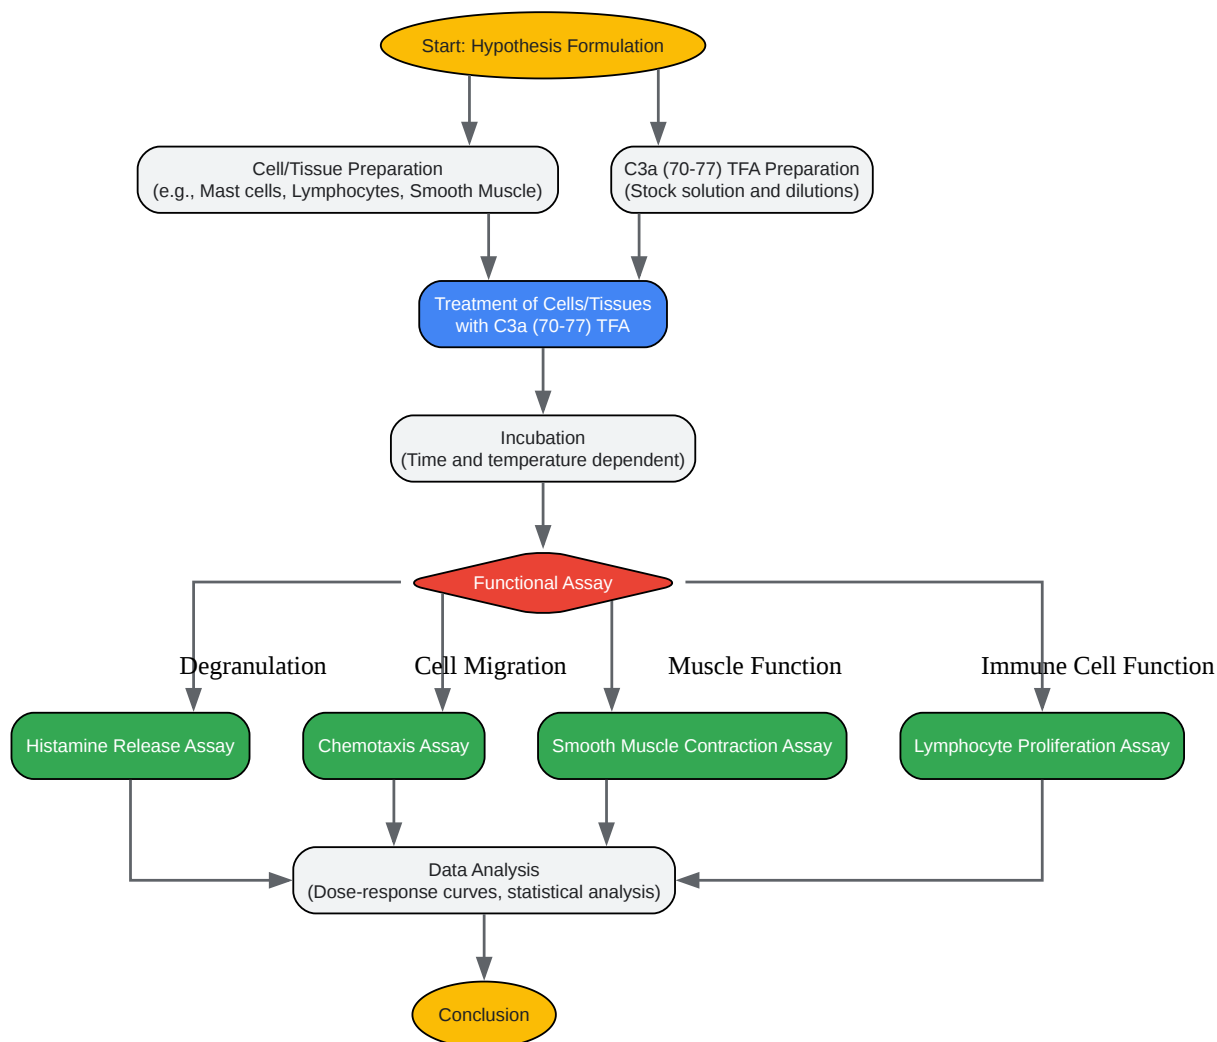 Start: Hypothesis Formulation
Cell/Tissue Preparation
(e.g., Mast cells, Lymphocytes, Smooth Muscle)
C3a (70-77) TFA Preparation
(Stock solution and dilutions)
Treatment of Cells/Tissues
with C3a (70-77) TFA
Incubation
(Time and temperature dependent)
Functional Assay
Degranulation
Cell Migration
Muscle Function
Immune Cell Function
Histamine Release Assay
Chemotaxis Assay
Smooth Muscle Contraction Assay
Lymphocyte Proliferation Assay
Data Analysis
(Dose-response curves, statistical analysis)
Conclusion